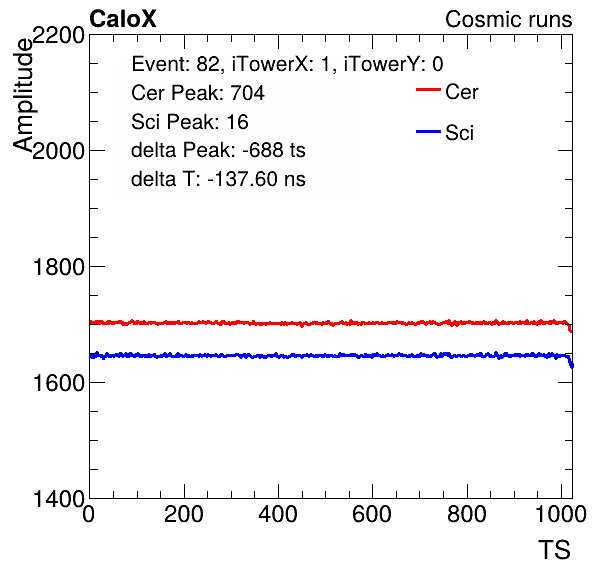 CaloX Cosmic runs
Amplitude
2200
Event: 82, iTowerX: 1, iTowerY: 0
Cer Peak: 704
Cer
Sci Peak: 16
Sci
2000
delta Peak: -688 ts
delta T: -137.60 ns
1800
1600
1400
0 200 400 600 800 1000
TS